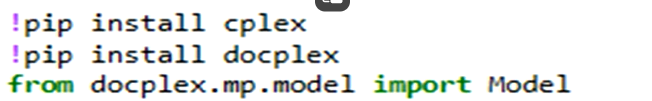 !pip install cplex
!pip install docplex
from docplex.mp.model import Model